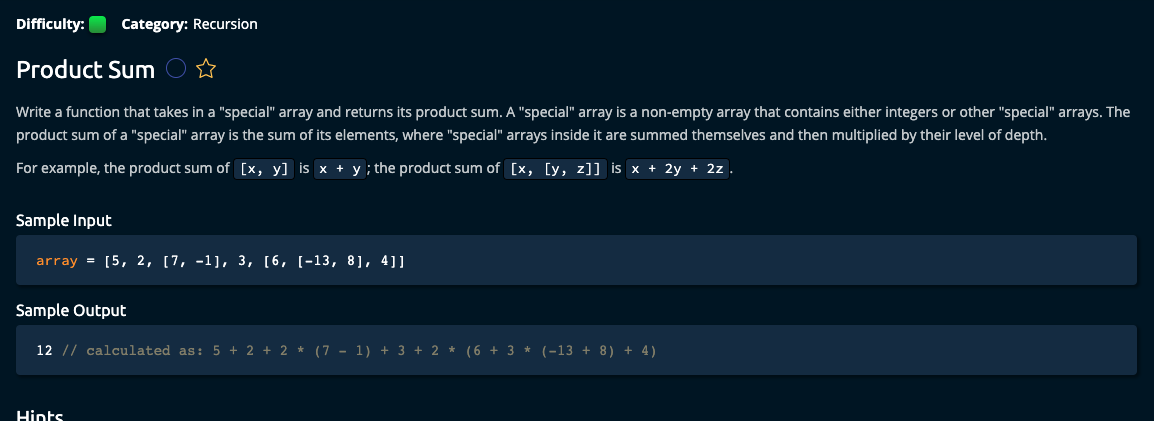 Difficulty: Category: Recursion
Product Sum
Write a function that takes in a "special" array and returns its product sum. A "special" array is a non-empty array that contains either integers or other "special" arrays. The
product sum of a "special" array is the sum of its elements, where "special" arrays inside it are summed themselves and then multiplied by their level of depth.
For example, the product sum of [x, y] is x + y; the product sum of [x, [y, z]] is x + 2y + 2z.
Sample Input
array = [5, 2, [7, -1], 3, [6, [-13, 8], 4]]
Sample Output
12 // calculated as: 5 + 2 + 2 * (7 - 1) + 3 + 2 * (6 + 3 * (-13 + 8) + 4)
Hints